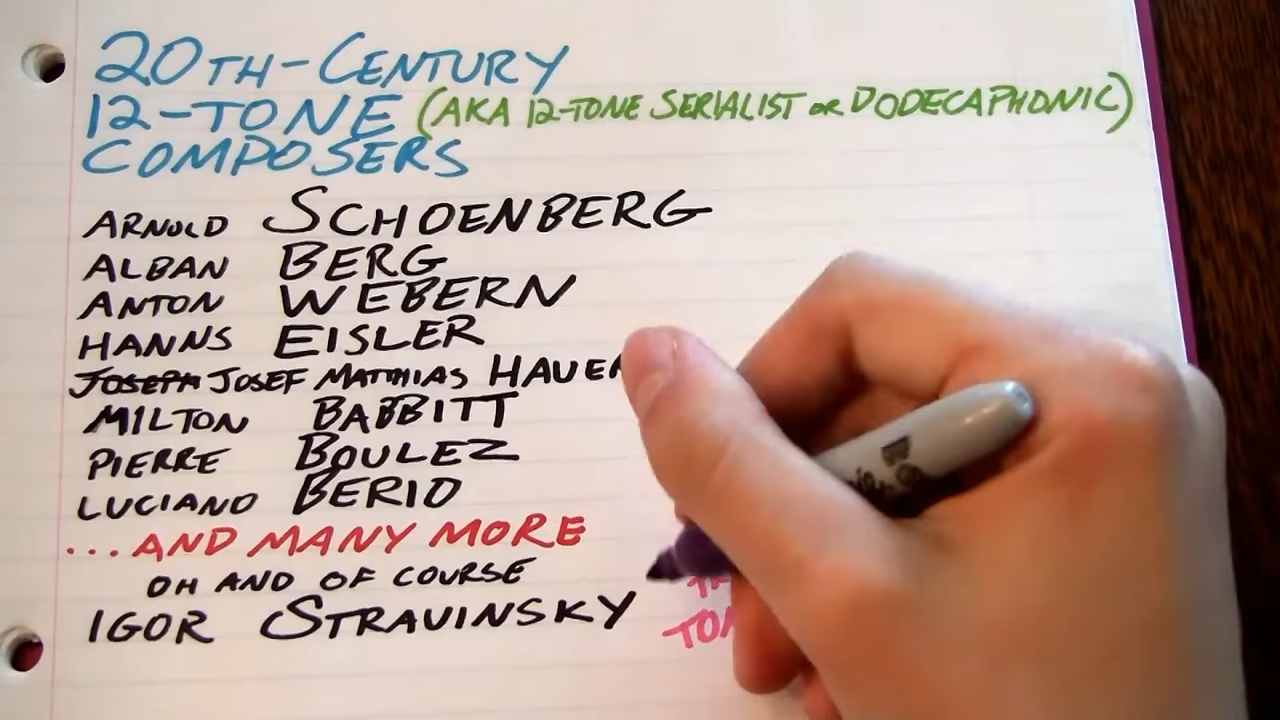 20TH-CENTURY
12-TONE (AKA 12-TONE SERIALIST OR DODECAPHONIC)
COMPOSERS
ARNOLD SCHOENBERG
ALBAN BERG
ANTON WEBERN
HANNS EISLER
JOSEPH JOSEF MATTHIAS HAUER
MILTON BABBITT
PIERRE BOULEZ
LUCIANO BERIO
...AND MANY MORE
OH AND OF COURSE
IGOR STRAVINSKY